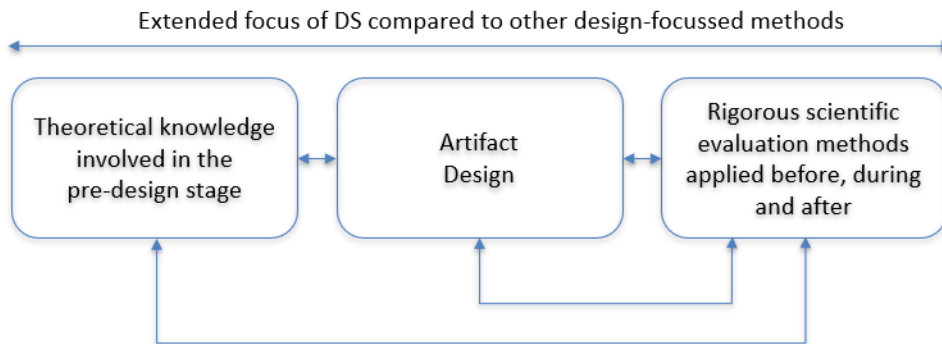 Extended focus of DS compared to other design-focussed methods
Theoretical knowledge
involved in the
pre-design stage
Artifact
Design
Rigorous scientific
evaluation methods
applied before, during
and after